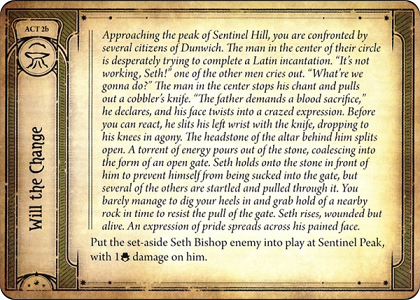 ACT 2b
Will the Change
Approaching the peak of Sentinel Hill, you are confronted by
several citizens of Dunwich. The man in the center of their circle
is desperately trying to complete a Latin incantation. “It’s not
working, Seth!” one of the other men cries out. “What’re we
gonna do?” The man in the center stops his chant and pulls
out a cobbler’s knife. “The father demands a blood sacrifice,”
he declares, and his face twists into a crazed expression. Before
you can react, he slits his left wrist with the knife, dropping to
his knees in agony. The headstone of the altar behind him splits
open. A torrent of energy pours out of the stone, coalescing into
the form of an open gate. Seth holds onto the stone in front of
him to prevent himself from being sucked into the gate, but
several of the others are startled and pulled through it. You
barely manage to dig your heels in and grab hold of a nearby
rock in time to resist the pull of the gate. Seth rises, wounded but
alive. An expression of pride spreads across his pained face.
Put the set-aside Seth Bishop enemy into play at Sentinel Peak,
with 1 damage on him.